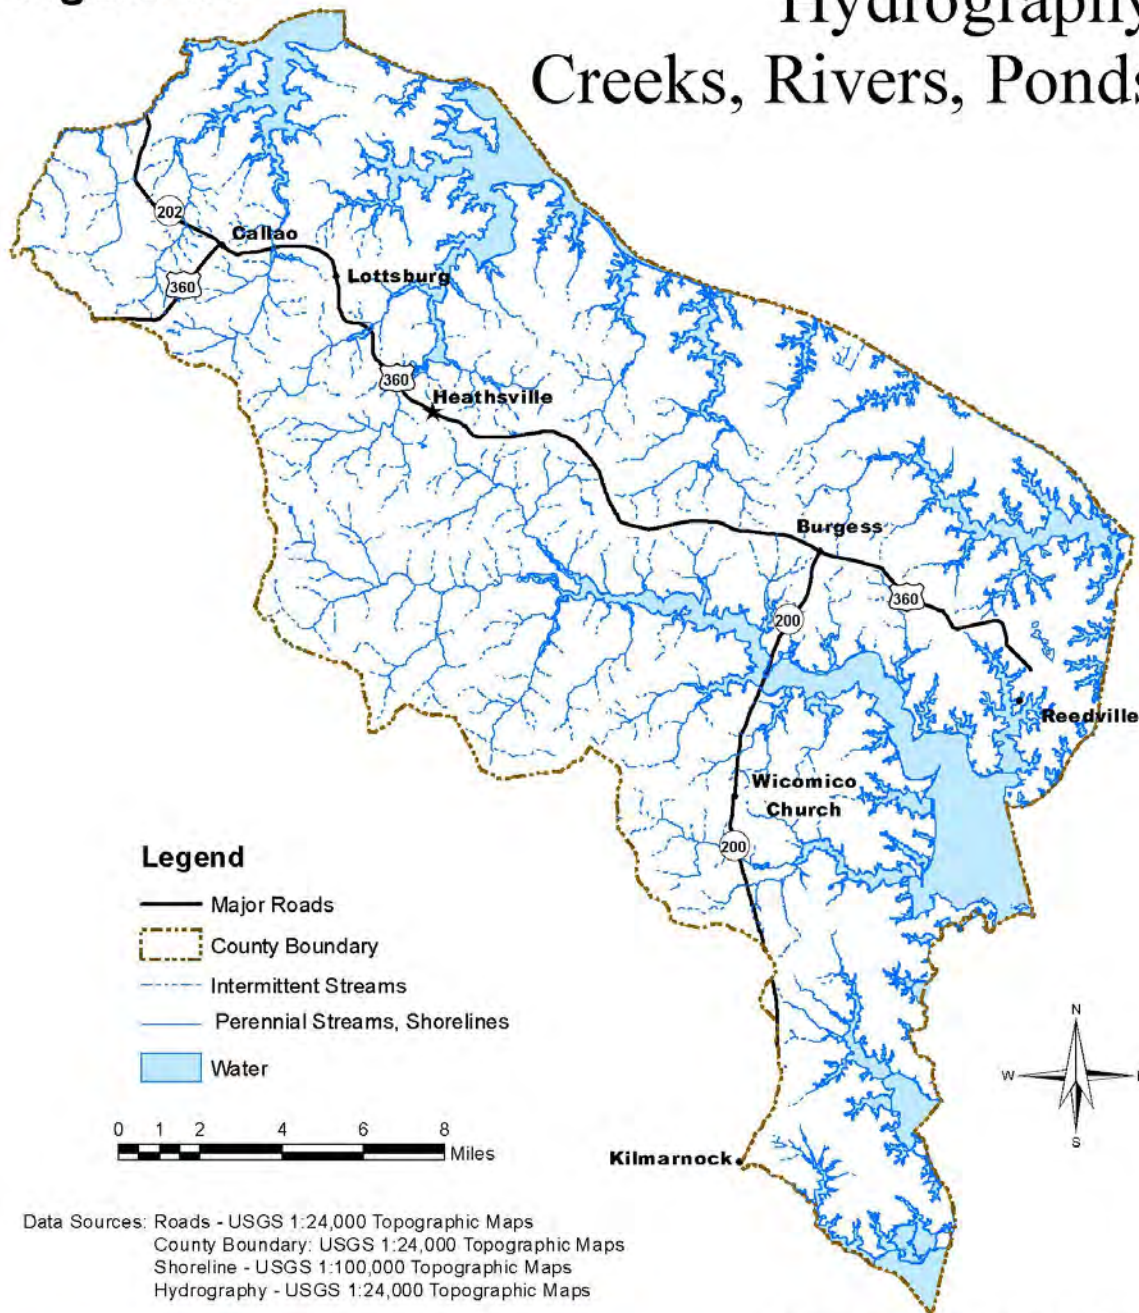 Hydrography
Creeks, Rivers, Ponds
202
Callao
360
Lottsburg
360
Heathsville
Burgess
360
200
Reedville
Wicomico
Church
200
Legend
Major Roads
County Boundary
Intermittent Streams
Perennial Streams, Shorelines
Water
0 1 2 4 6 8
Miles
N
W
S
Kilmarnock
Data Sources: Roads - USGS 1:24,000 Topographic Maps
County Boundary: USGS 1:24,000 Topographic Maps
Shoreline - USGS 1:100,000 Topographic Maps
Hydrography - USGS 1:24,000 Topographic Maps